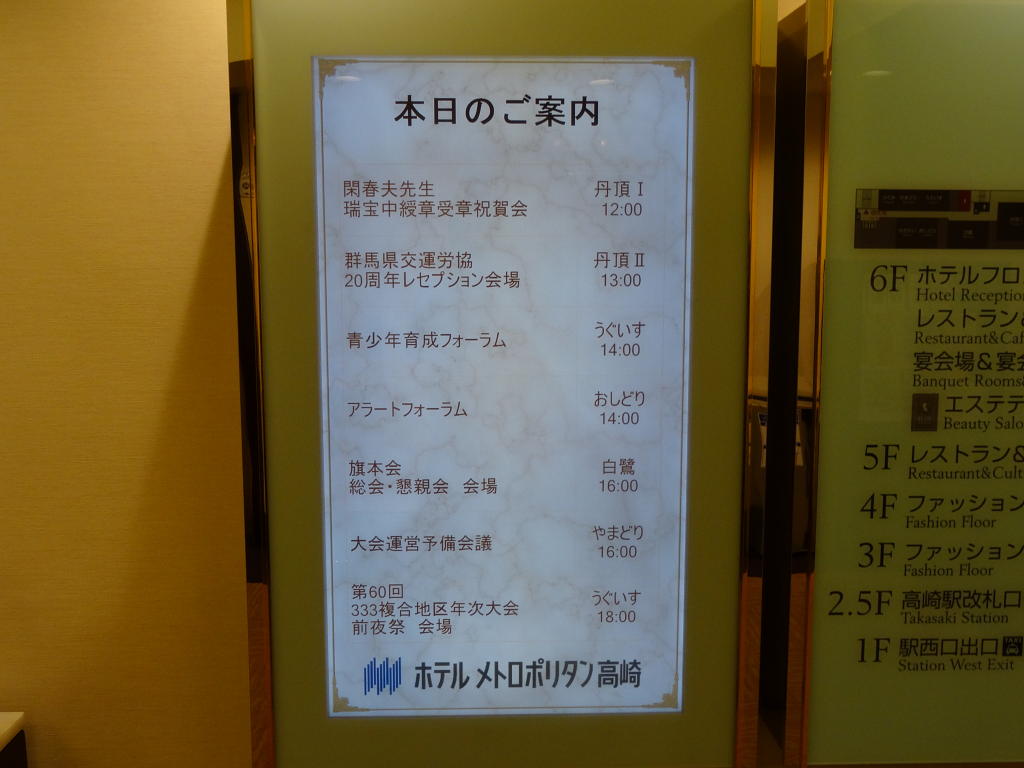 本日のご案内
閑春夫先生 丹頂Ⅰ
瑞宝中綬章受章祝賀会 12:00
群馬県交運労協 丹頂Ⅱ
20周年レセプション会場 13:00
青少年育成フォーラム うぐいす
14:00
アラートフォーラム おしどり
14:00
旗本会 白鷺
総会・懇親会 会場 16:00
大会運営予備会議 やまどり
16:00
第60回 うぐいす
333複合地区年次大会 18:00
前夜祭 会場
ホテル メトロポリタン高崎
6F ホテルフロ
Hotel Reception
レストラン&
Restaurant&Caf
宴会場&宴会
Banquet Rooms&
エステテ
Beauty Salo
5F レストラン&
Restaurant&Cult
4F ファッション
Fashion Floor
3F ファッション
Fashion Floor
2.5F 高崎駅改札口
Takasaki Station
1F 駅西口出口 TAXI
Station West Exit